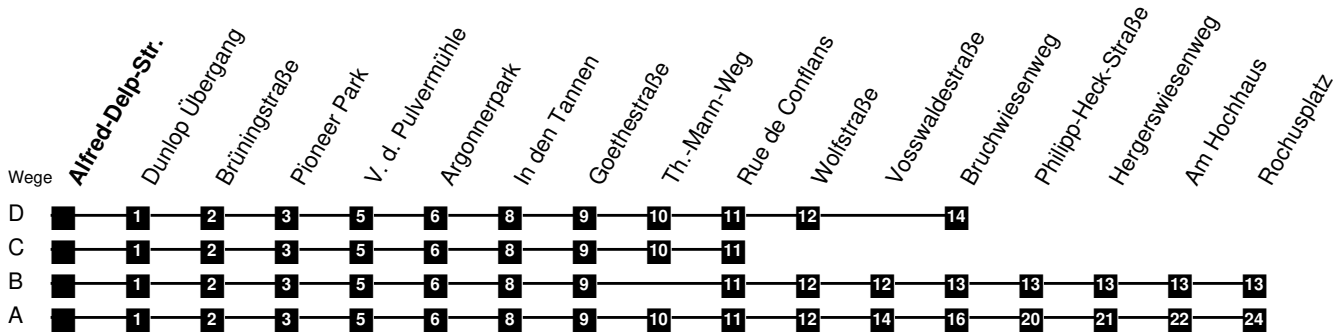 Alfred-Delp-Str.
Dunlop Übergang
Brüningstraße
Pioneer Park
V. d. Pulvermühle
Argonnerpark
In den Tannen
Goethestraße
Th.-Mann-Weg
Rue de Conflans
Wolfstraße
Vosswaldestraße
Bruchwiesenweg
Philipp-Heck-Straße
Hergerswiesenweg
Am Hochhaus
Rochusplatz
Wege
D 1 2 3 5 6 8 9 10 11 12 14
C 1 2 3 5 6 8 9 10 11
B 1 2 3 5 6 8 9 11 12 12 13 13 13 13 13
A 1 2 3 5 6 8 9 10 11 12 14 16 20 21 22 24